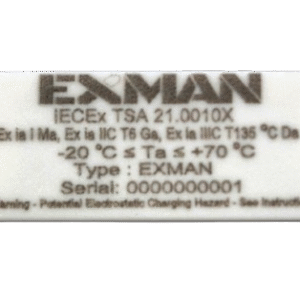 EXMAN
IECEx TSA 21.0010X
Ex ia I Ma, Ex ia IIC T6 Ga, Ex ia IIIC T135 °C Da
-20 °C ≤ Ta ≤ +70 °C
Type : EXMAN
Serial: 0000000001
- Potential Electrostatic Charging Hazard - See